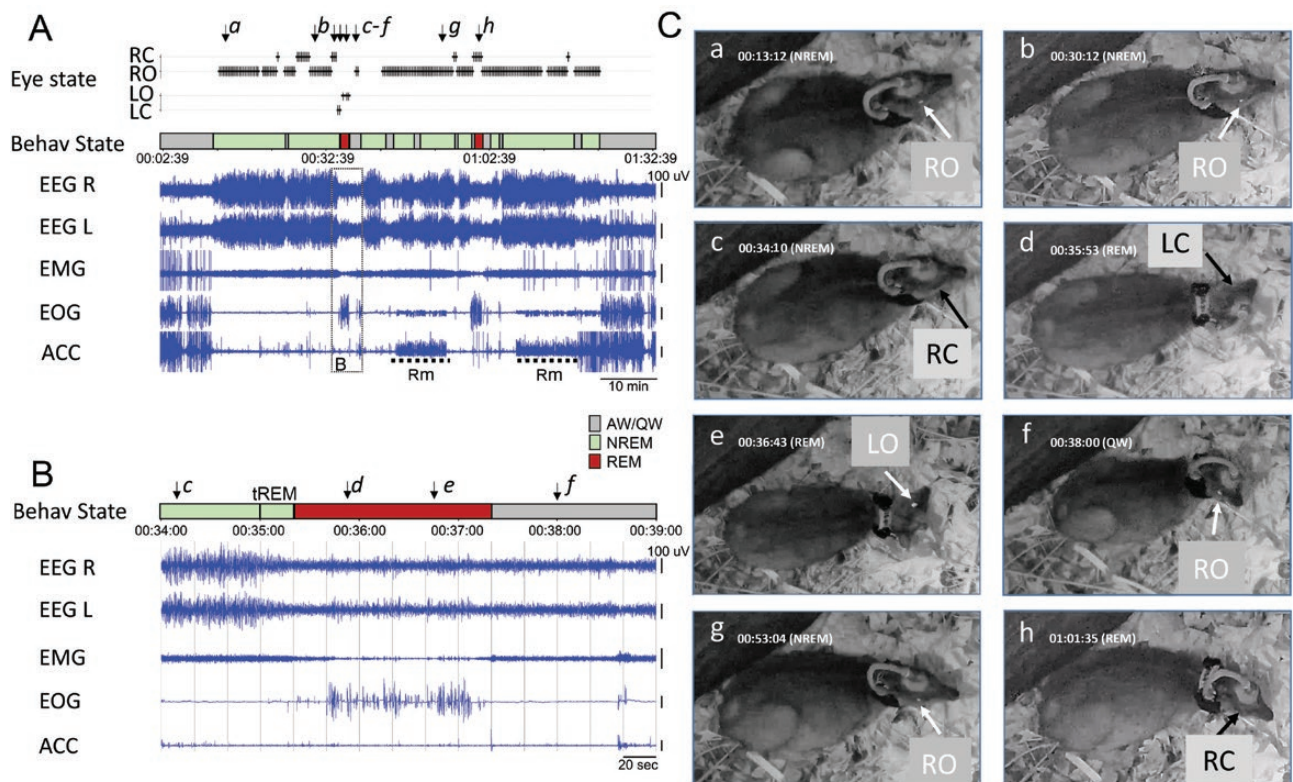 A
a b c-f g h
RC
RO
Eye state
LO
LC
Behav State
00:02:39 00:32:39 01:02:39 01:32:39
100 uV
EEG R
EEG L
EMG
EOG
ACC
B
Rm Rm
10 min
AW/QW
NREM
REM
B
c tREM d e f
Behav State
00:34:00 00:35:00 00:36:00 00:37:00 00:38:00 00:39:00
100 uV
EEG R
EEG L
EMG
EOG
ACC
20 sec
C
a 00:13:12 (NREM)
RO
b 00:30:12 (NREM)
RO
c 00:34:10 (NREM)
RC
d 00:35:53 (REM)
LC
e 00:36:43 (REM)
LO
f 00:38:00 (QW)
RO
g 00:53:04 (NREM)
RO
h 01:01:35 (REM)
RC